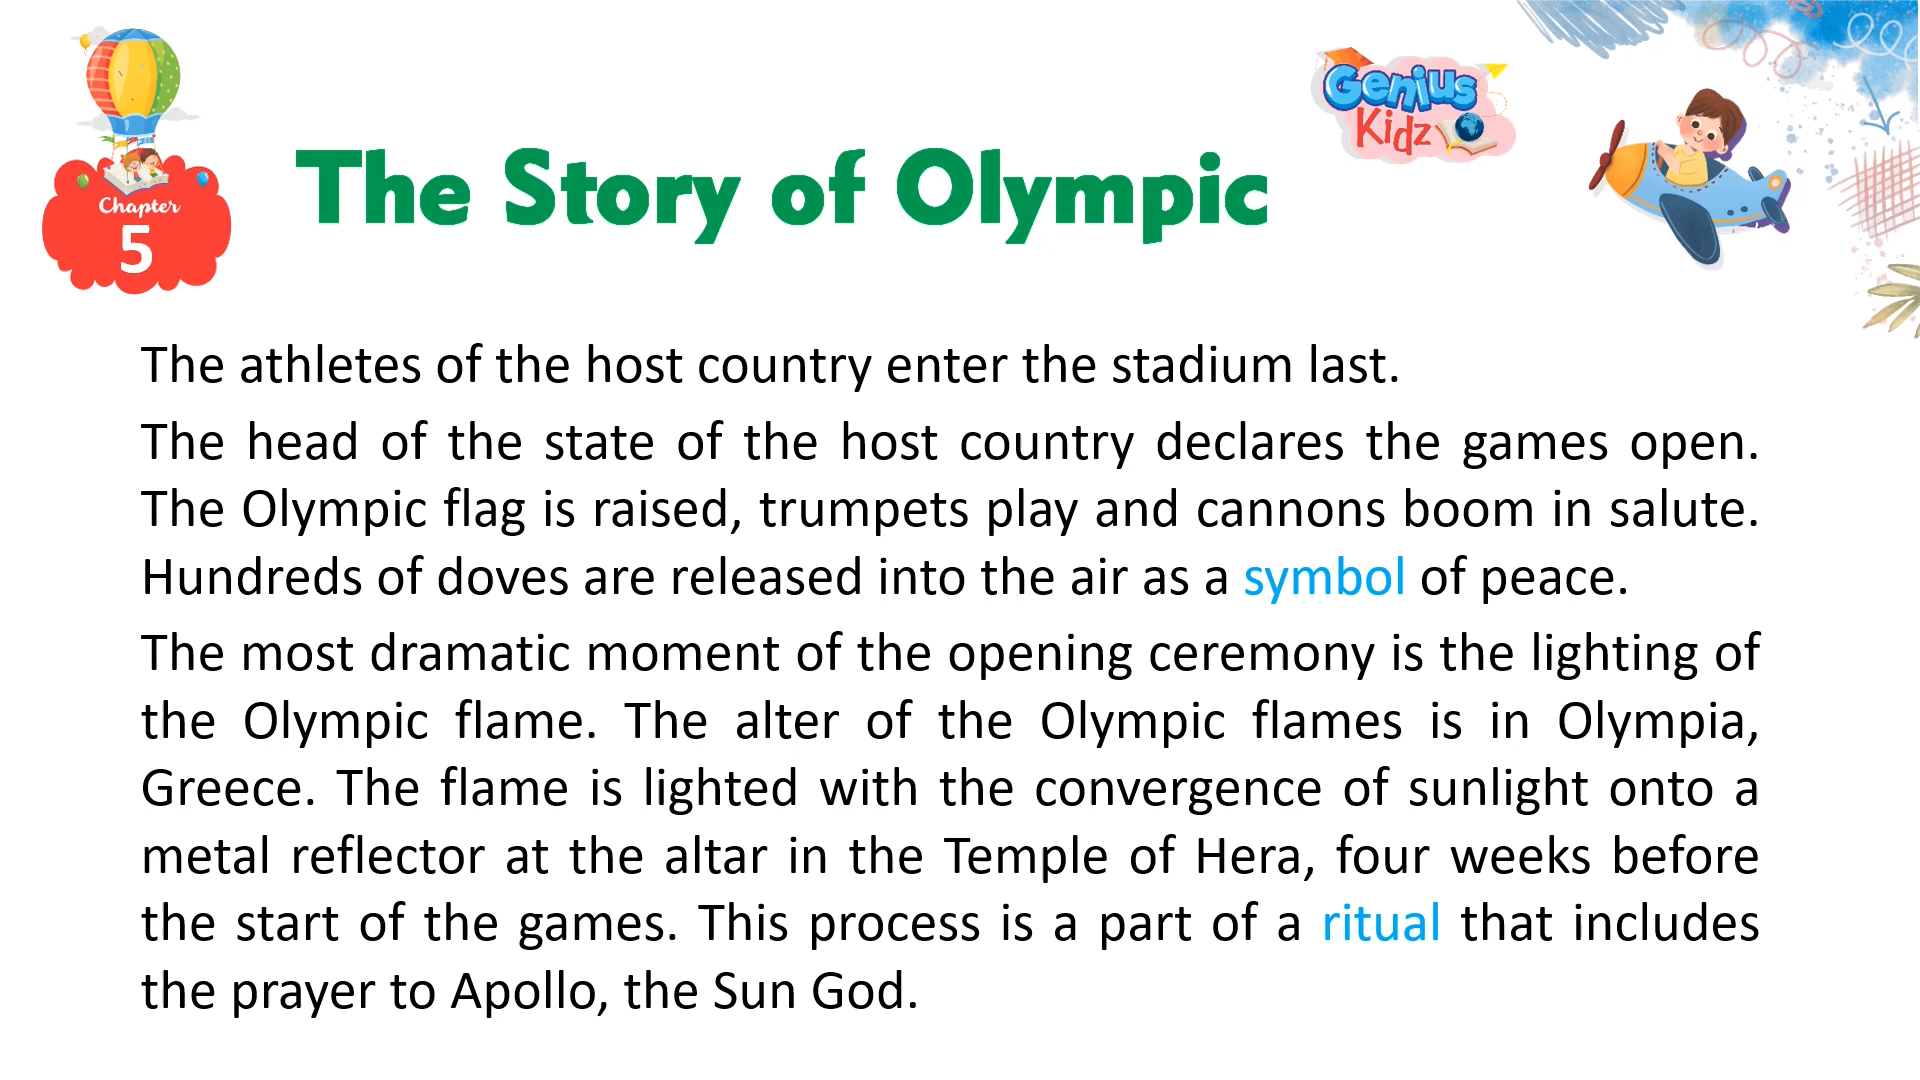 Genius
Kidz
Chapter
5
The Story of Olympic
The athletes of the host country enter the stadium last.
The head of the state of the host country declares the games open.
The Olympic flag is raised, trumpets play and cannons boom in salute.
Hundreds of doves are released into the air as a symbol of peace.
The most dramatic moment of the opening ceremony is the lighting of
the Olympic flame. The alter of the Olympic flames is in Olympia,
Greece. The flame is lighted with the convergence of sunlight onto a
metal reflector at the altar in the Temple of Hera, four weeks before
the start of the games. This process is a part of a ritual that includes
the prayer to Apollo, the Sun God.